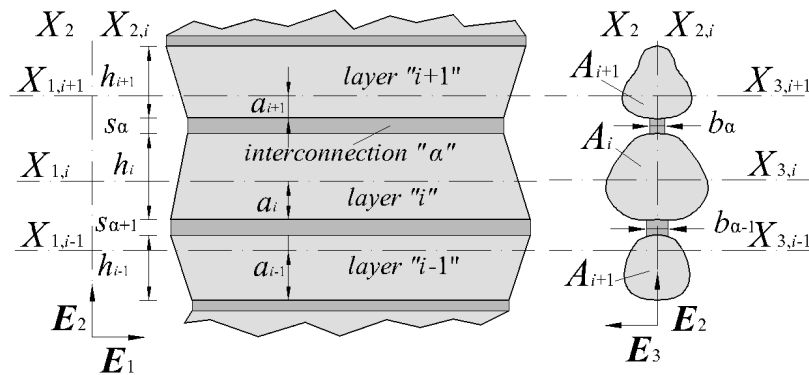 X₂ X₂,ᵢ X₂ X₂,ᵢ
hᵢ₊₁ layer "i+1" Aᵢ₊₁
X₁,ᵢ₊₁ X₃,ᵢ₊₁
aᵢ₊₁
sα bα
interconnection "α" Aᵢ
hᵢ
X₁,ᵢ X₃,ᵢ
aᵢ layer "i"
sα+1 bα-1
X₁,ᵢ₋₁ X₃,ᵢ₋₁
hᵢ₋₁ aᵢ₋₁ layer "i-1" Aᵢ₊₁
E₂ E₂
E₁ E₃